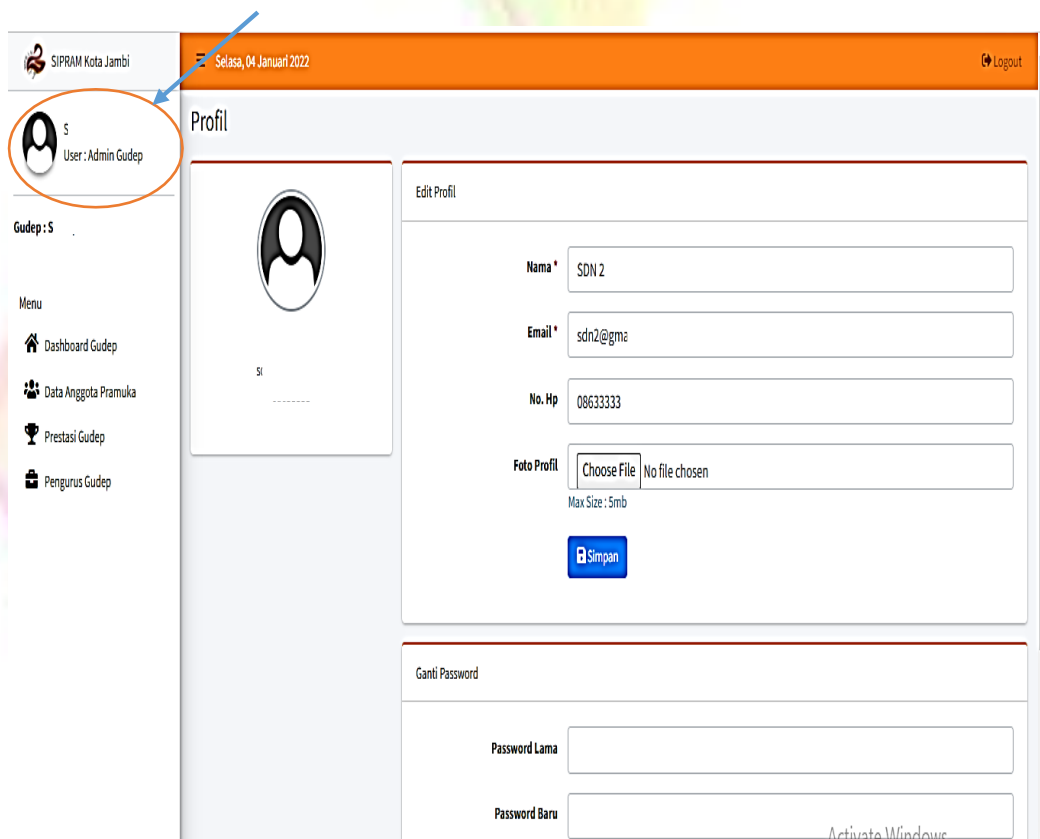 SIPRAM Kota Jambi
Selasa, 04 Januari 2022
Logout
S
User : Admin Gudep
Gudep : S
Menu
Dashboard Gudep
Data Anggota Pramuka
Prestasi Gudep
Pengurus Gudep
Profil
Edit Profil
Nama *
SDN 2
Email *
sdn2@gma
No. Hp
08633333
Foto Profil
Choose File No file chosen
Max Size : 5mb
Simpan
Ganti Password
Password Lama
Password Baru
Activate Windows